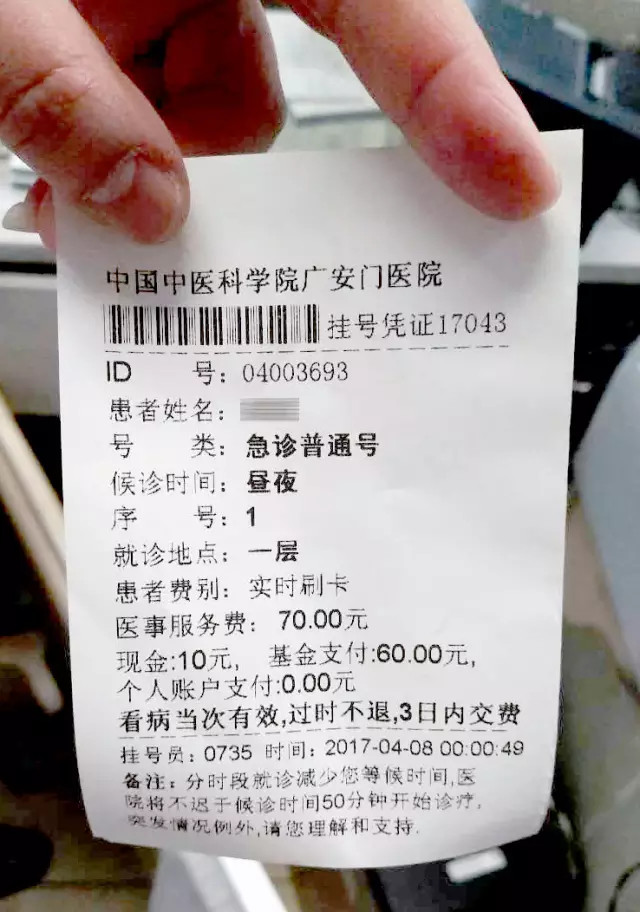 中国中医科学院广安门医院
挂号凭证17043
ID 号：04003693
患者姓名：
号 类：急诊普通号
候诊时间：昼夜
序 号：1
就诊地点：一层
患者费别：实时刷卡
医事服务费：70.00元
现金:10元, 基金支付:60.00元,
个人账户支付:0.00元
看病当次有效,过时不退,3日内交费
挂号员：0735 时间：2017-04-08 00:00:49
备注：分时段就诊减少您等候时间,医
院将不迟于候诊时间50分钟开始诊疗,
突发情况例外,请您理解和支持.